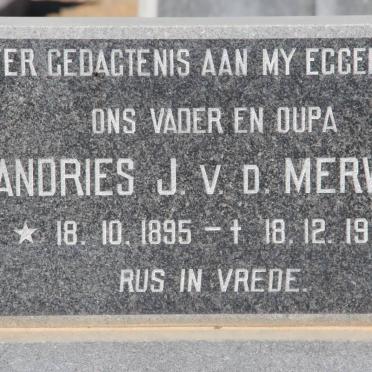 TER GEDAGTENIS AAN MY EGGE
ONS VADER EN OUPA
ANDRIES J. V. D. MERW
★ 18. 10. 1895 – † 18. 12. 19
RUS IN VREDE.